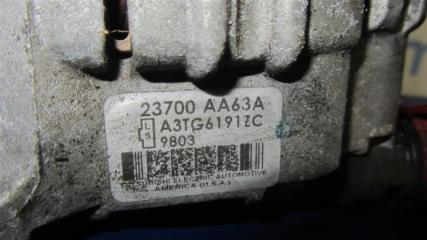 23700 AA63A
L S A3TG6191ZC
9803
ELECTRIC AUTOMOTIVE
AMERICA (U.S.A.)